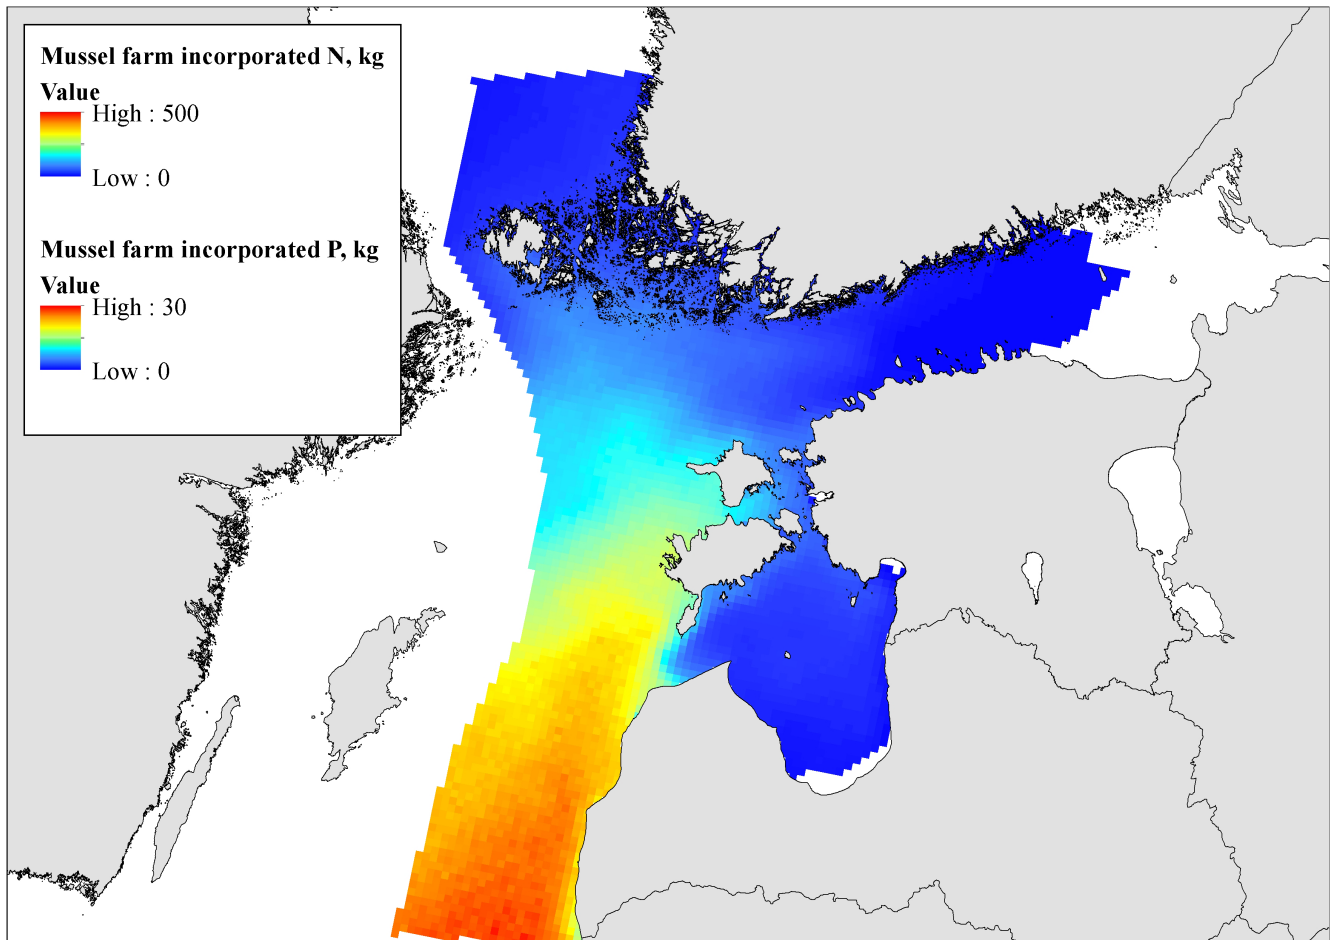 Mussel farm incorporated N, kg
Value
High : 500
Low : 0
Mussel farm incorporated P, kg
Value
High : 30
Low : 0